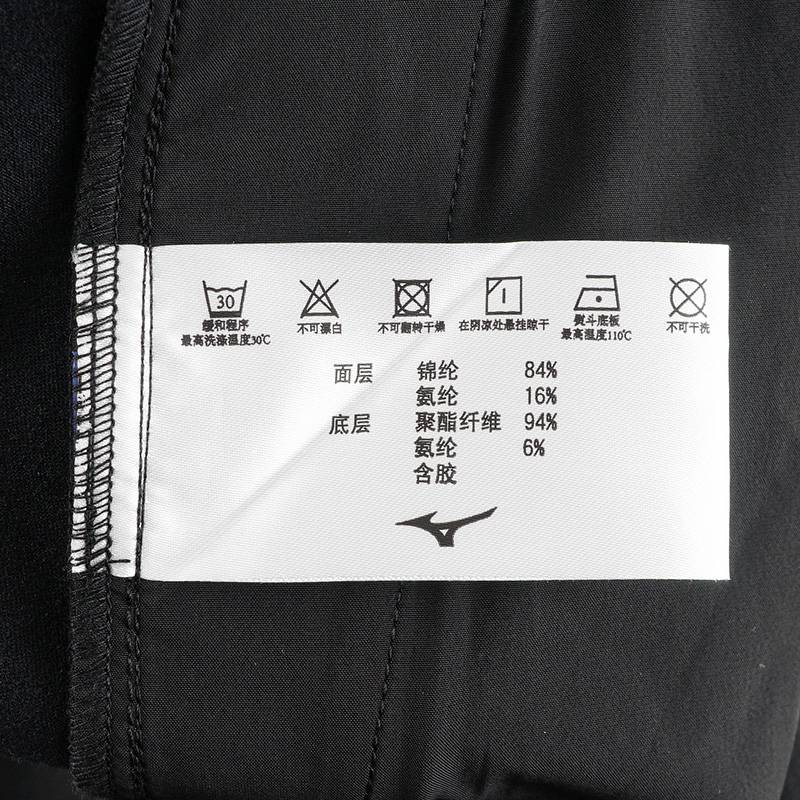 30
缓和程序
最高洗涤温度30℃
不可漂白
不可翻转干燥
在阴凉处悬挂晾干
熨斗底板
最高温度110℃
不可干洗
面层 锦纶 84%
氨纶 16%
底层 聚酯纤维 94%
氨纶 6%
含胶